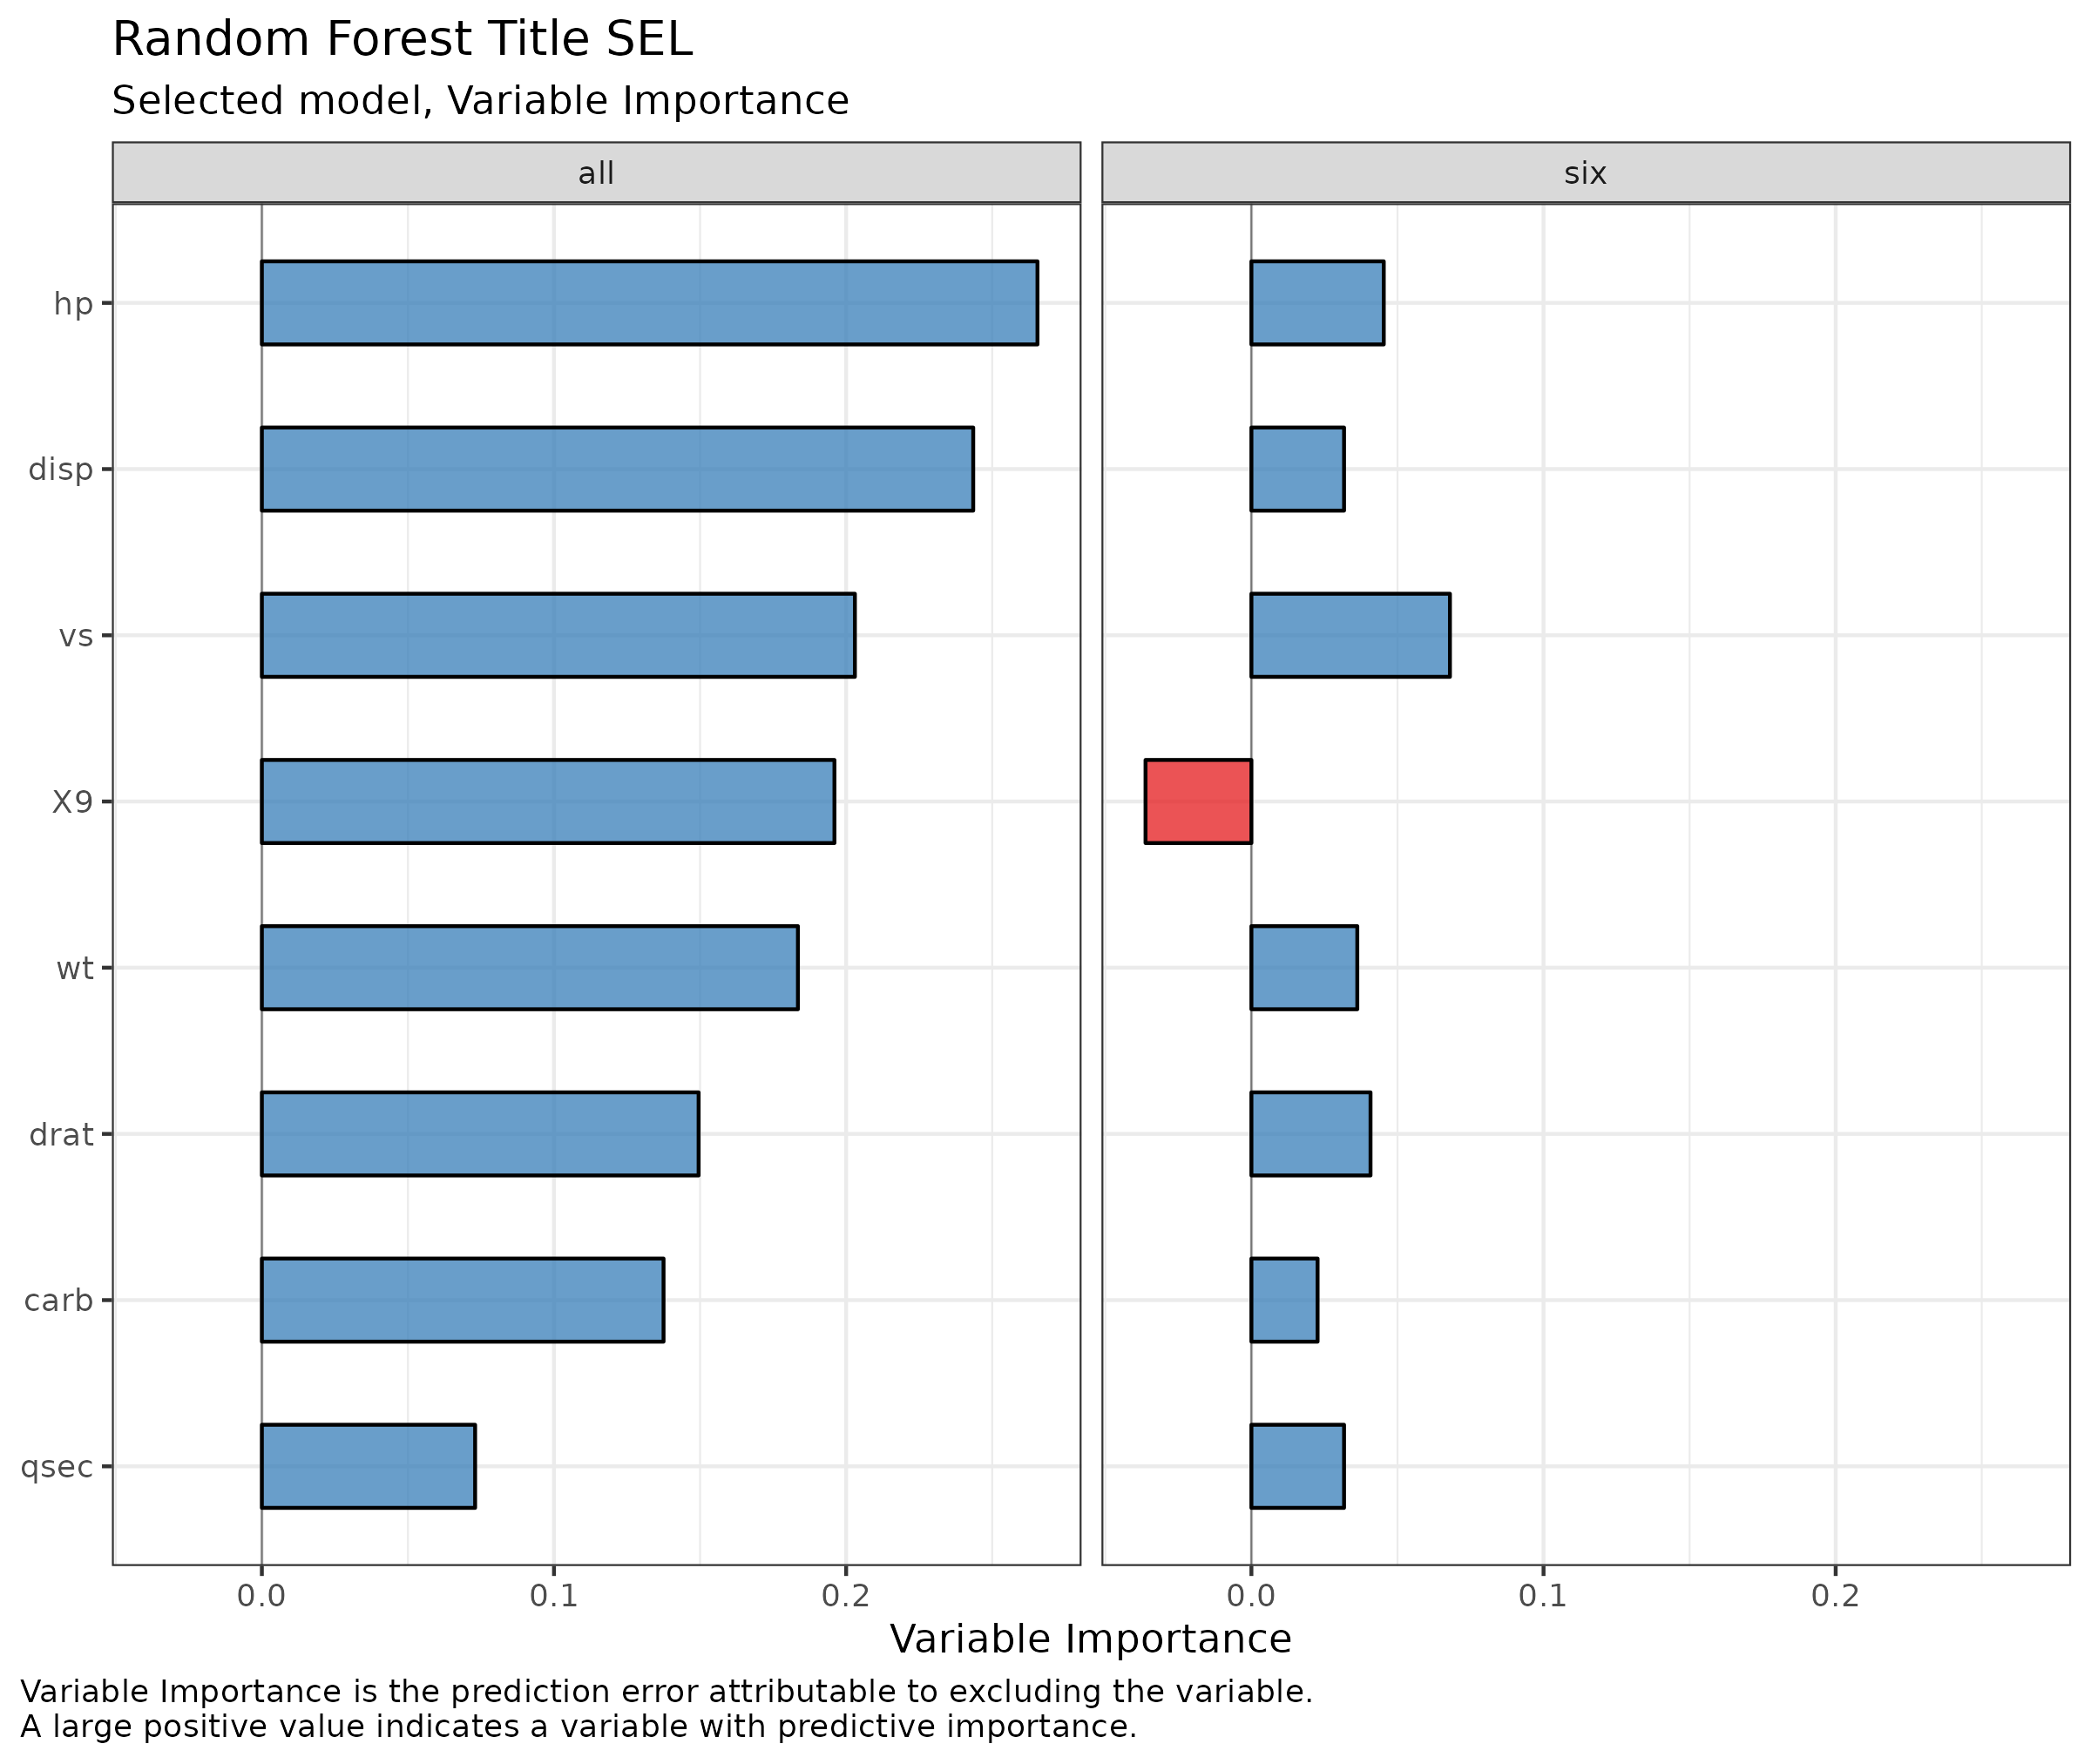 Random Forest Title SEL
Selected model, Variable Importance
all
six
hp
disp
vs
X9
wt
drat
carb
qsec
0.0 0.1 0.2
0.0 0.1 0.2
Variable Importance
Variable Importance is the prediction error attributable to excluding the variable.
A large positive value indicates a variable with predictive importance.